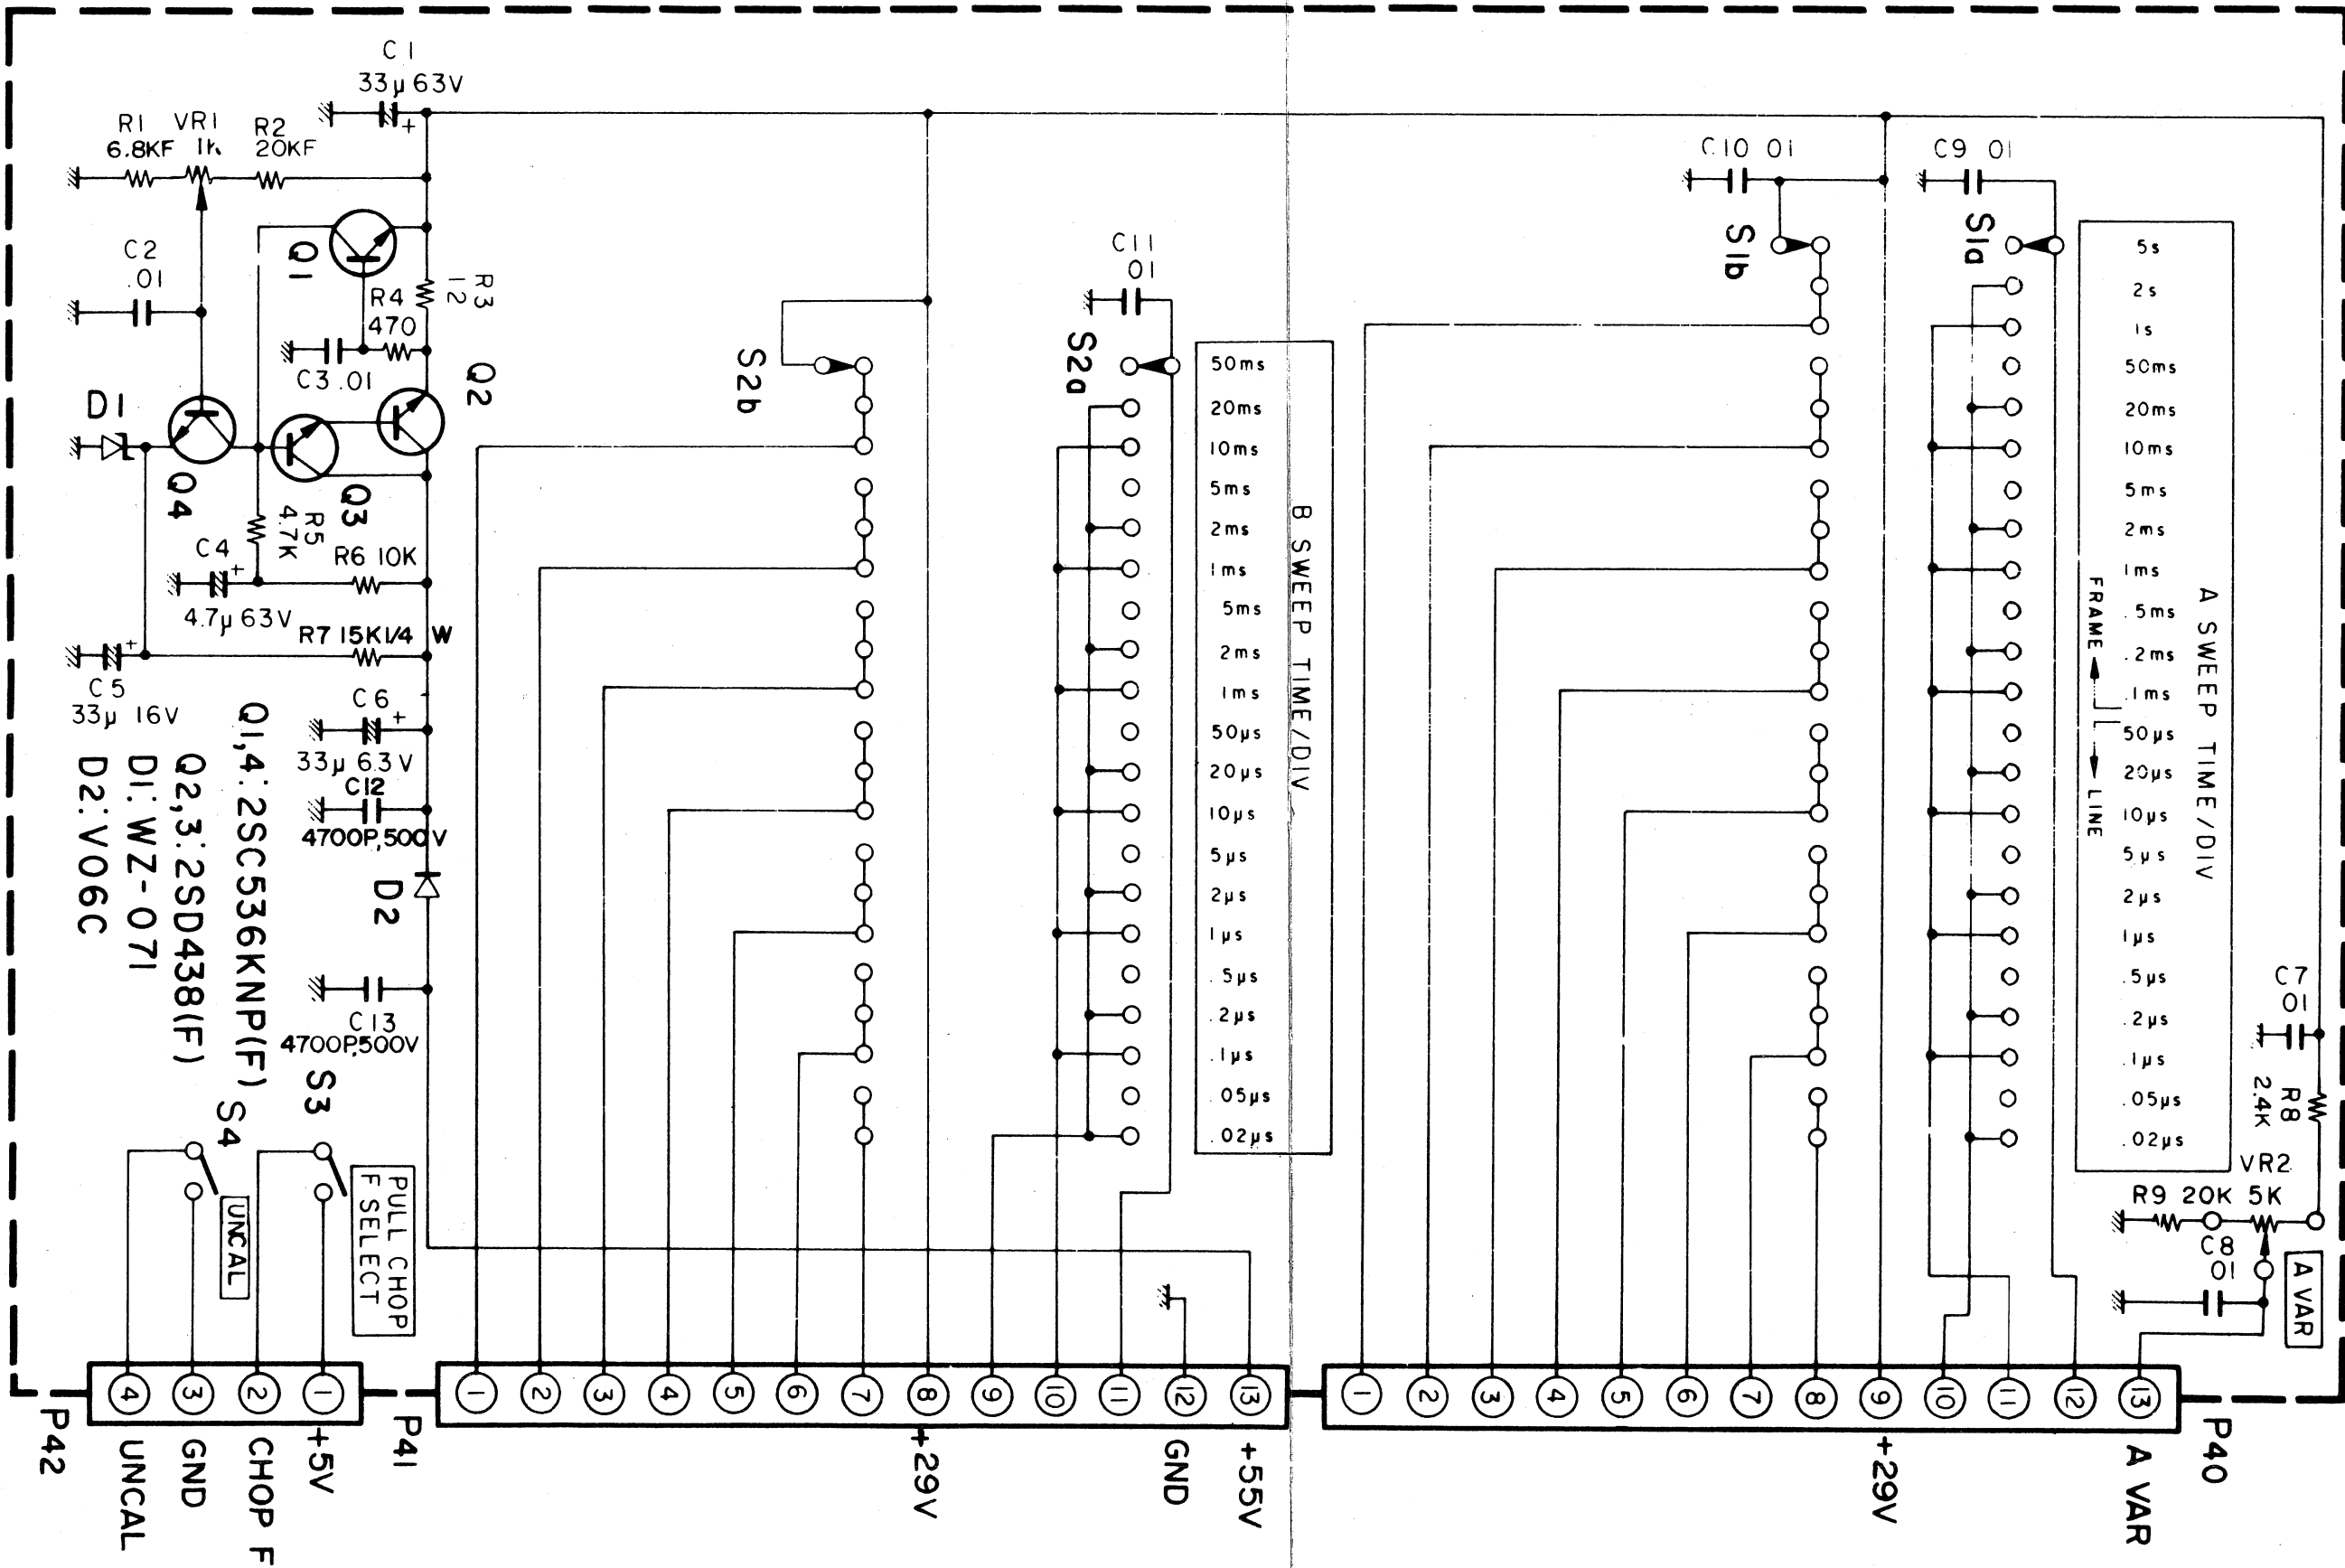 C1
33µ 63V
R1
6.8KF
VR1
1K
R2
20KF
C2
.01
Q1
R3
12
R4
470
C3 .01
Q2
D1
Q4
Q3
R5
4.7K
C4
4.7µ 63V
R6 10K
R7 15K1/4 W
C5
33µ 16V
C6
33µ 6.3V
C12
4700P,500V
D2
C13
4700P,500V
Q1,4:2SC536KNP(F)
Q2,3:2SD438(F)
D1:WZ-071
D2:V06C
S3
S4
PULL CHOP
F SELECT
UNCAL
S2b
C11
01
S2a
B SWEEP TIME/DIV
50ms
20ms
10ms
5ms
2ms
1ms
5ms
2ms
1ms
50µs
20µs
10µs
5µs
2µs
1µs
.5µs
.2µs
.1µs
.05µs
.02µs
C10 01
S1b
C9 01
S1a
A SWEEP TIME/DIV
FRAME
LINE
5s
2s
1s
50ms
20ms
10ms
5ms
2ms
1ms
.5ms
.2ms
.1ms
50µs
20µs
10µs
5µs
2µs
1µs
.5µs
.2µs
.1µs
.05µs
.02µs
C7
01
R8
2.4K
VR2
5K
R9 20K
C8
01
A VAR
P42
4 3 2 1
UNCAL
GND
CHOP F
+5V
P41
1 2 3 4 5 6 7 8 9 10 11 12 13
+29V
GND
+55V
P40
1 2 3 4 5 6 7 8 9 10 11 12 13
+29V
A VAR